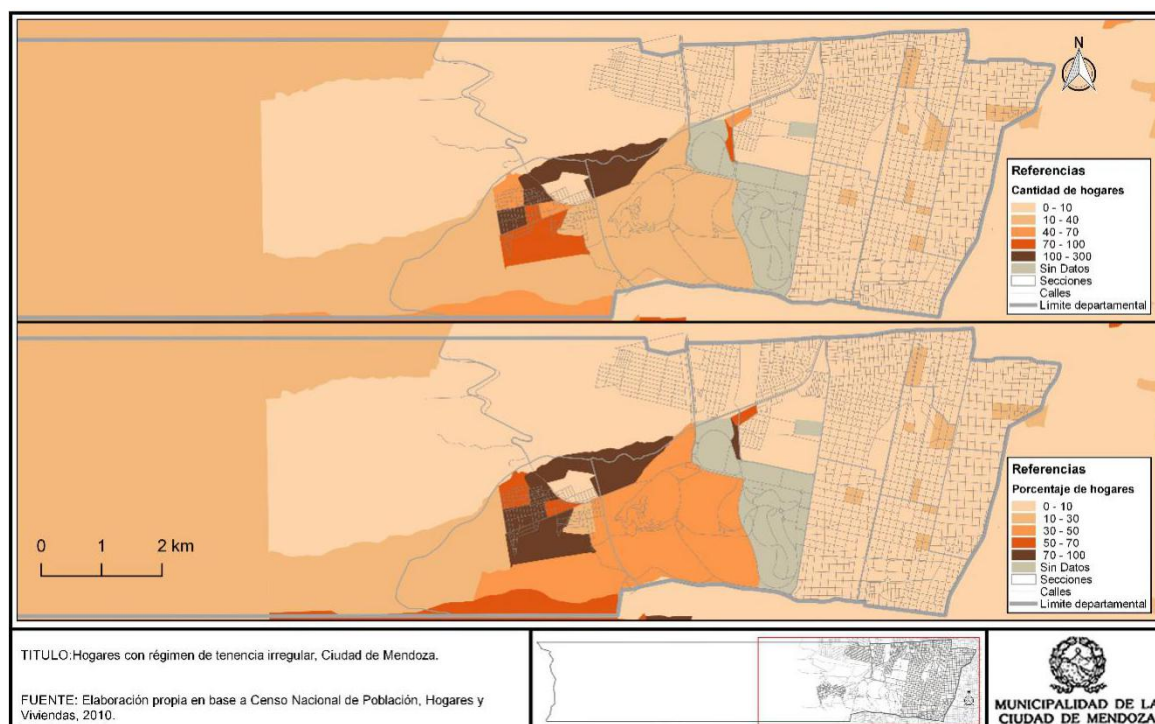 N
Referencias
Cantidad de hogares
0 - 10
10 - 40
40 - 70
70 - 100
100 - 300
Sin Datos
Secciones
Calles
Límite departamental
Referencias
Porcentaje de hogares
0 - 10
10 - 30
30 - 50
50 - 70
70 - 100
Sin Datos
Secciones
Calles
Límite departamental
0 1 2 km
TITULO:Hogares con régimen de tenencia irregular, Ciudad de Mendoza.
FUENTE: Elaboración propia en base a Censo Nacional de Población, Hogares y
Viviendas, 2010.
MUNICIPALIDAD DE LA
CIUDAD DE MENDOZA